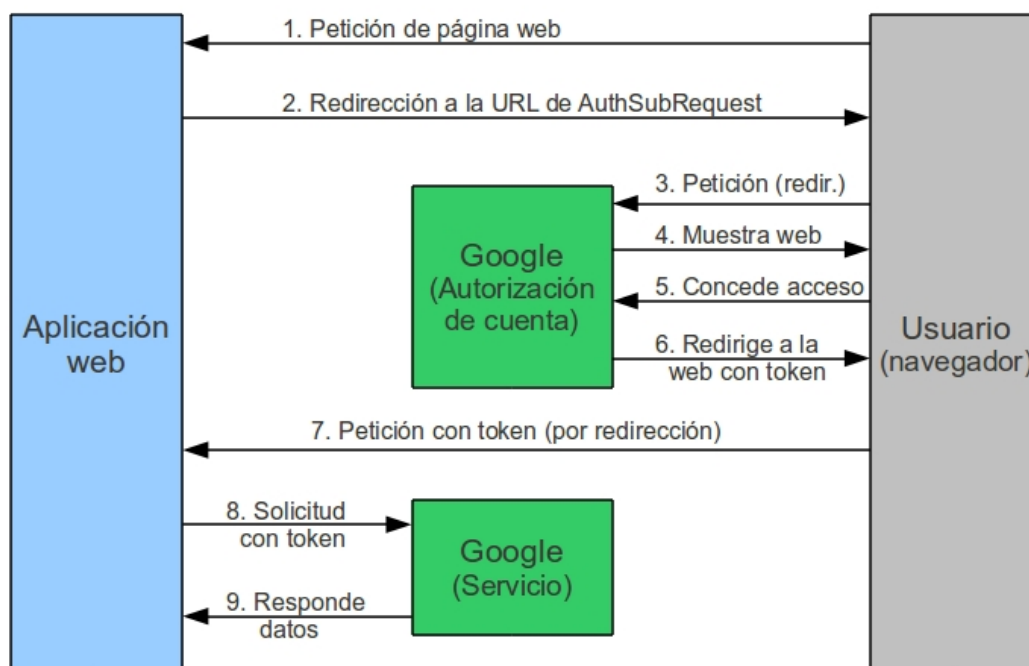 1. Petición de página web
2. Redirección a la URL de AuthSubRequest
3. Petición (redir.)
4. Muestra web
Google
(Autorización
de cuenta)
5. Concede acceso
6. Redirige a la
web con token
Aplicación
web
Usuario
(navegador)
7. Petición con token (por redirección)
8. Solicitud
con token
Google
(Servicio)
9. Responde
datos